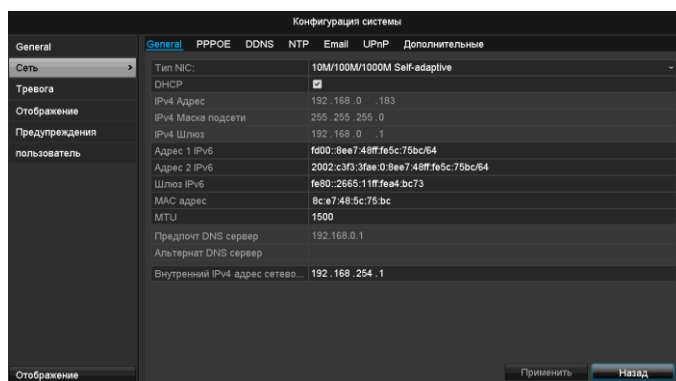 Конфигурация системы
General
Сеть >
Тревога
Отображение
Предупреждения
пользователь
Отображение
General PPPOE DDNS NTP Email UPnP Дополнительные
Тип NIC: 10M/100M/1000M Self-adaptive
DHCP
IPv4 Адрес 192 .168 .0 .183
IPv4 Маска подсети 255 .255 .255 .0
IPv4 Шлюз 192 .168 .0 .1
Адрес 1 IPv6 fd00::8ee7:48ff:fe5c:75bc/64
Адрес 2 IPv6 2002:c3f3:3fae:0:8ee7:48ff:fe5c:75bc/64
Шлюз IPv6 fe80::2665:11ff:fea4:bc73
MAC адрес 8c:e7:48:5c:75:bc
MTU 1500
Предпочт DNS сервер 192.168.0.1
Альтернат DNS сервер
Внутренний IPv4 адрес сетево... 192 .168 .254 .1
Применить Назад